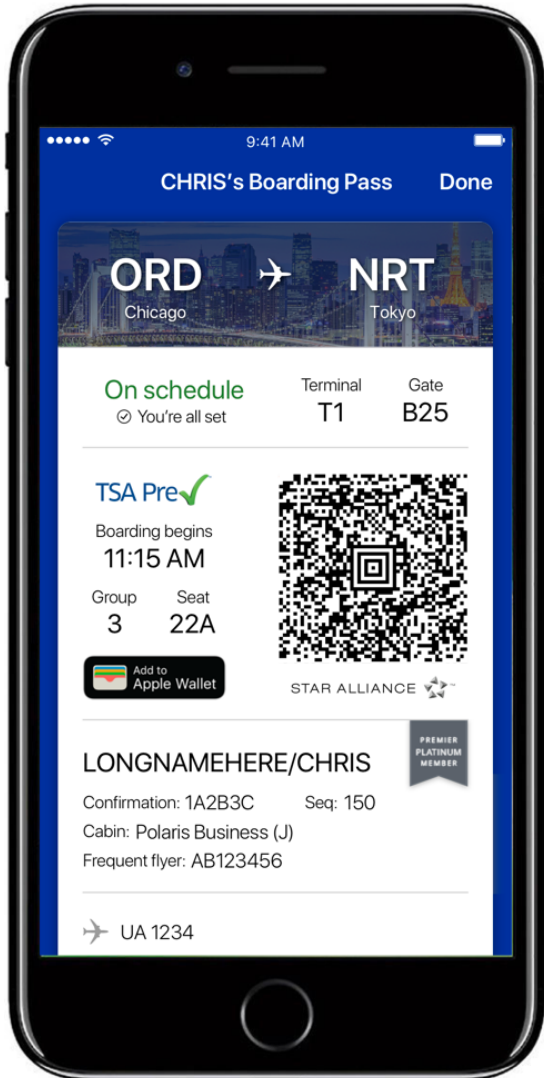 9:41 AM
CHRIS's Boarding Pass Done
ORD NRT
Chicago Tokyo
On schedule
You're all set
Terminal Gate
T1 B25
TSA Pre
Boarding begins
11:15 AM
Group Seat
3 22A
Add to
Apple Wallet
STAR ALLIANCE
PREMIER
PLATINUM
MEMBER
LONGNAMEHERE/CHRIS
Confirmation: 1A2B3C Seq: 150
Cabin: Polaris Business (J)
Frequent flyer: AB123456
UA 1234